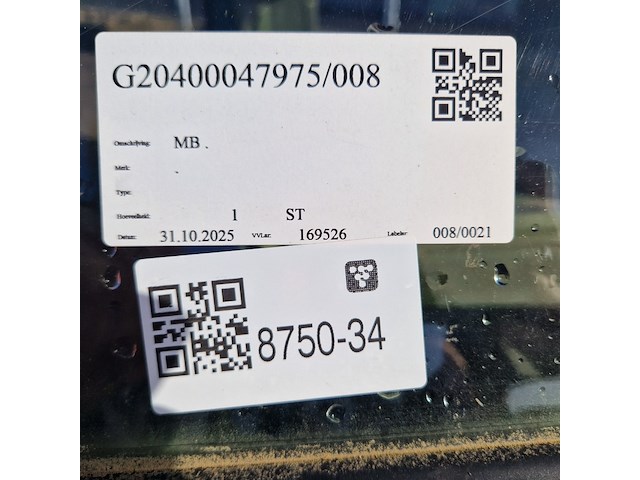 G20400047975/008
Omschrijving: MB .
Merk: .
Type:
Hoeveelheid: 1 ST
Datum: 31.10.2025 VVLnr. 169526 Labelnr. 008/0021
8750-34